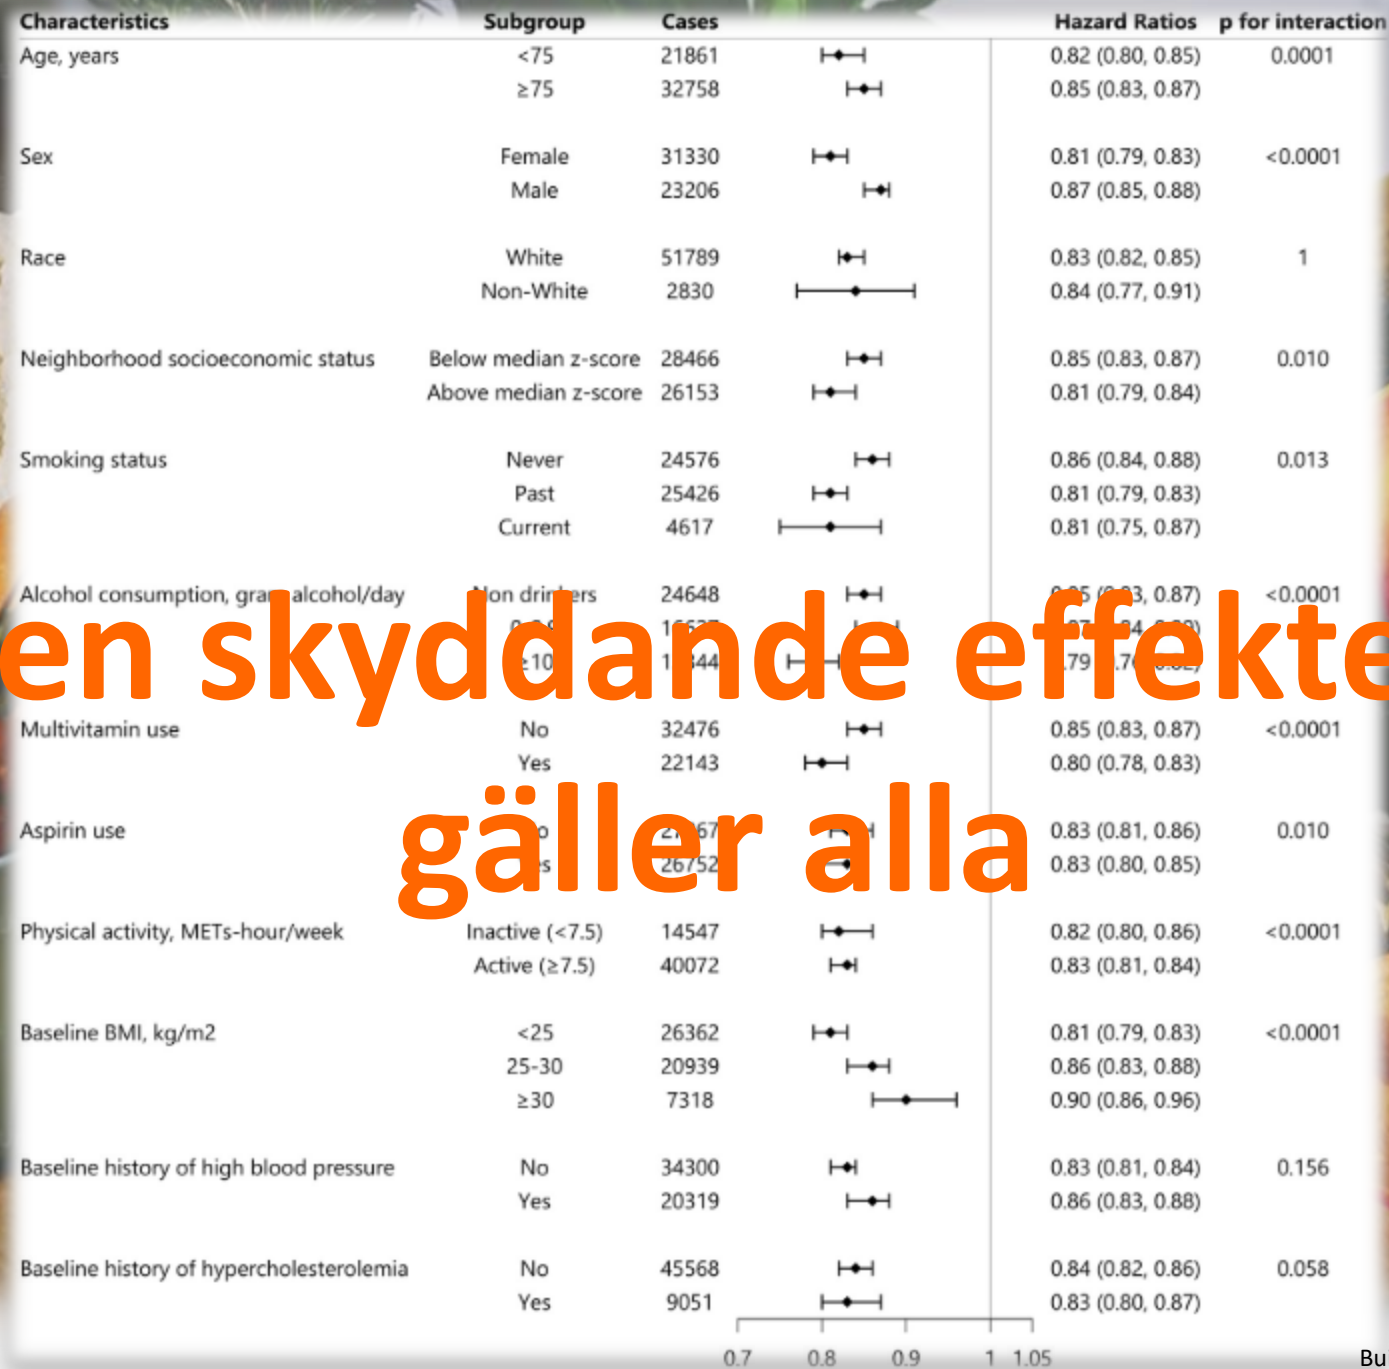 Characteristics Subgroup Cases Hazard Ratios p for interaction
Age, years <75 21861 0.82 (0.80, 0.85) 0.0001
≥75 32758 0.85 (0.83, 0.87)
Sex Female 31330 0.81 (0.79, 0.83) <0.0001
Male 23206 0.87 (0.85, 0.88)
Race White 51789 0.83 (0.82, 0.85) 1
Non-White 2830 0.84 (0.77, 0.91)
Neighborhood socioeconomic status Below median z-score 28466 0.85 (0.83, 0.87) 0.010
Above median z-score 26153 0.81 (0.79, 0.84)
Smoking status Never 24576 0.86 (0.84, 0.88) 0.013
Past 25426 0.81 (0.79, 0.83)
Current 4617 0.81 (0.75, 0.87)
Alcohol consumption, gram alcohol/day Non drinkers 24648 0.87) <0.0001
en skyddande effekte
Multivitamin use No 32476 0.85 (0.83, 0.87) <0.0001
Yes 22143 0.80 (0.78, 0.83)
gäller alla
Aspirin use 0.83 (0.81, 0.86) 0.010
26752 0.83 (0.80, 0.85)
Physical activity, METs-hour/week Inactive (<7.5) 14547 0.82 (0.80, 0.86) <0.0001
Active (≥7.5) 40072 0.83 (0.81, 0.84)
Baseline BMI, kg/m2 <25 26362 0.81 (0.79, 0.83) <0.0001
25-30 20939 0.86 (0.83, 0.88)
≥30 7318 0.90 (0.86, 0.96)
Baseline history of high blood pressure No 34300 0.83 (0.81, 0.84) 0.156
Yes 20319 0.86 (0.83, 0.88)
Baseline history of hypercholesterolemia No 45568 0.84 (0.82, 0.86) 0.058
Yes 9051 0.83 (0.80, 0.87)
0.7 0.8 0.9 1 1.05
Bu